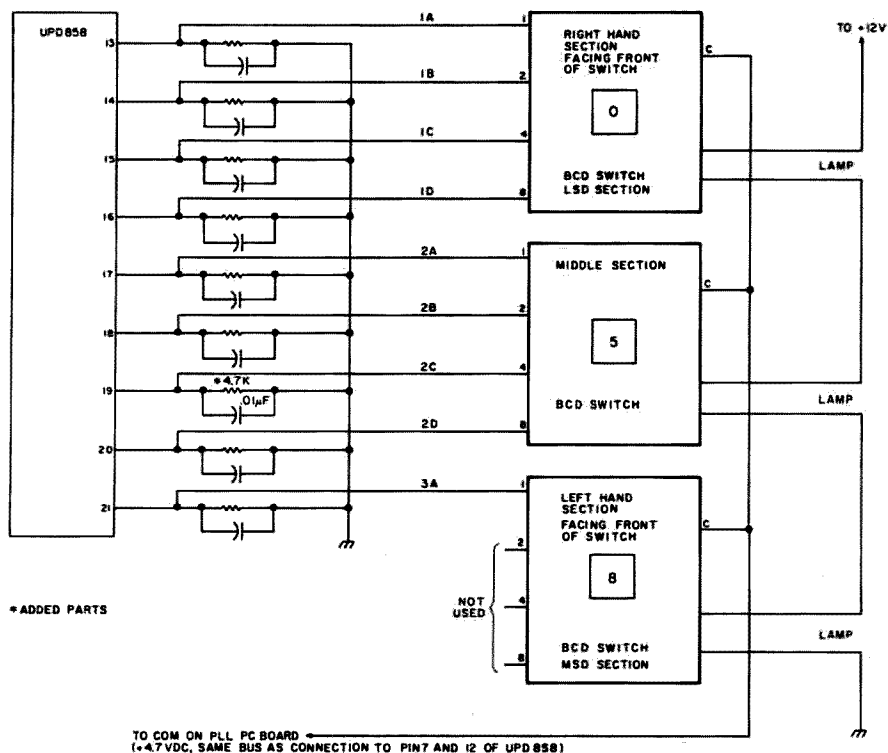 UPD858
13
14
15
16
17
18
19
20
21
1A
1B
1C
1D
2A
2B
2C
2D
3A
*4.7K
.01µF
1
2
4
8
RIGHT HAND
SECTION
FACING FRONT
OF SWITCH
0
BCD SWITCH
LSD SECTION
C
TO +12V
LAMP
1
2
4
8
MIDDLE SECTION
5
BCD SWITCH
C
LAMP
1
2
4
8
NOT
USED
LEFT HAND
SECTION
FACING FRONT
OF SWITCH
8
BCD SWITCH
MSD SECTION
C
LAMP
*ADDED PARTS
TO COM ON PLL PC BOARD
(+4.7VDC, SAME BUS AS CONNECTION TO PIN7 AND 12 OF UPD858)